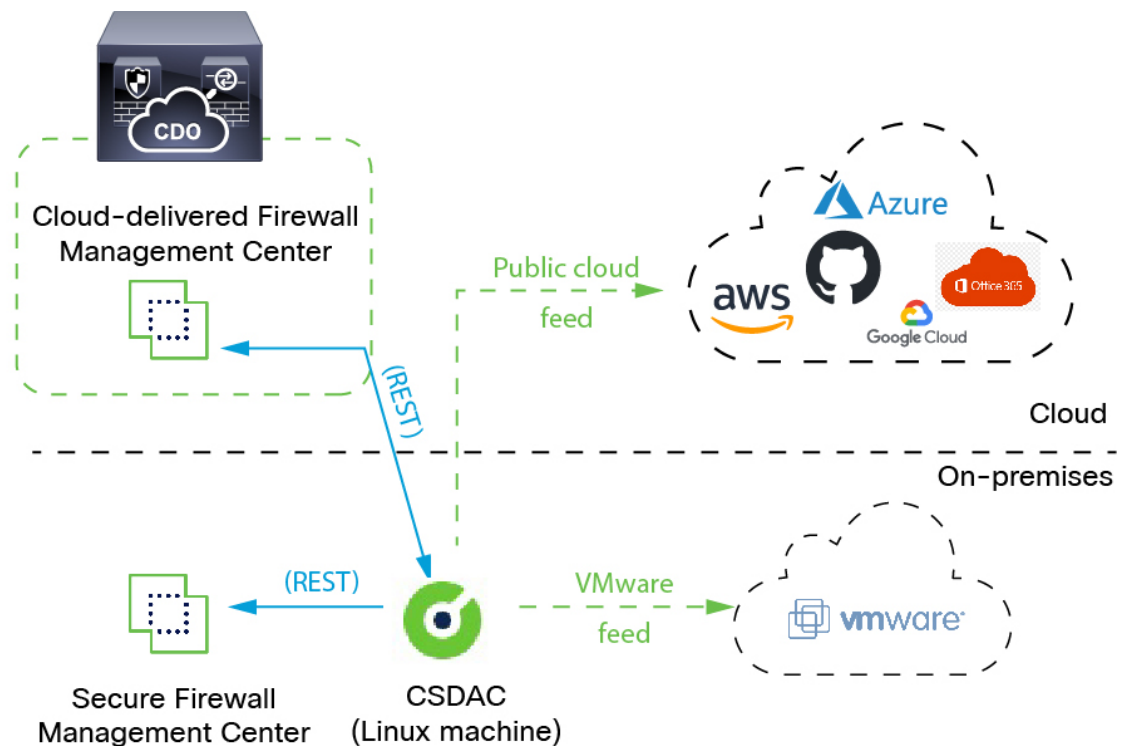 CDO
Cloud-delivered Firewall
Management Center
Azure
Public cloud
feed
aws
Office 365
Google Cloud
(REST)
Cloud
On-premises
(REST)
VMware
feed
vmware®
Secure Firewall
Management Center
CSDAC
(Linux machine)